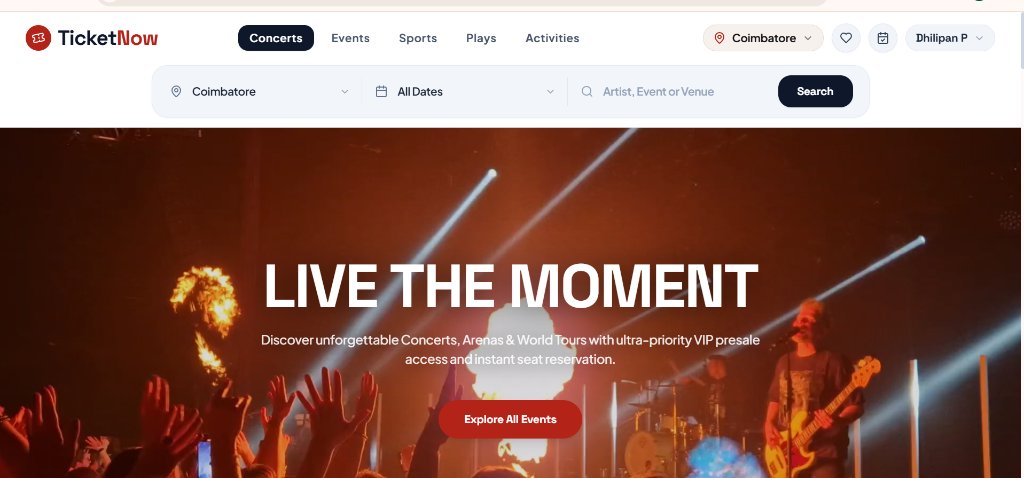 TicketNow
Concerts
Events
Sports
Plays
Activities
Coimbatore
Dhilipan P
Coimbatore
All Dates
Artist, Event or Venue
Search
LIVE THE MOMENT
Discover unforgettable Concerts, Arenas & World Tours with ultra-priority VIP presale
access and instant seat reservation.
Explore All Events